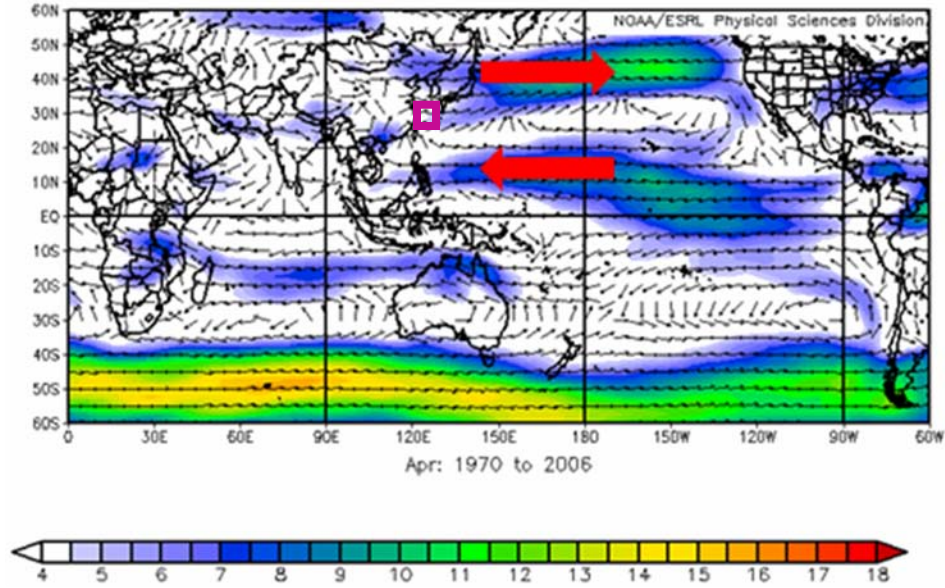 60N
NOAA/ESRL Physical Sciences Division
50N
40N
30N
20N
10N
EQ
10S
20S
30S
40S
50S
60S
0 30E 60E 90E 120E 150E 180 150W 120W 90W 60W
Apr: 1970 to 2006
4 5 6 7 8 9 10 11 12 13 14 15 16 17 18